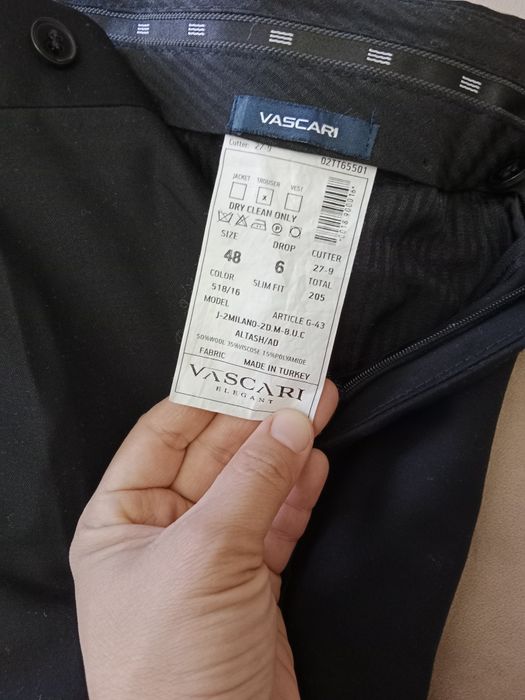 VASCARI
Cutter: 27-9 02TT65501
JACKET TROUSER VEST
x
DRY CLEAN ONLY
SIZE DROP CUTTER
48 6 27-9
COLOR SLIM FIT TOTAL
518/16 205
MODEL ARTICLE G-43
J-2MILANO-2D.M-8.U.C
ALTASH/AD
50%WOOL 35%VISCOSE 15%POLYAMIDE
FABRIC MADE IN TURKEY
VASCARI
ELEGANT